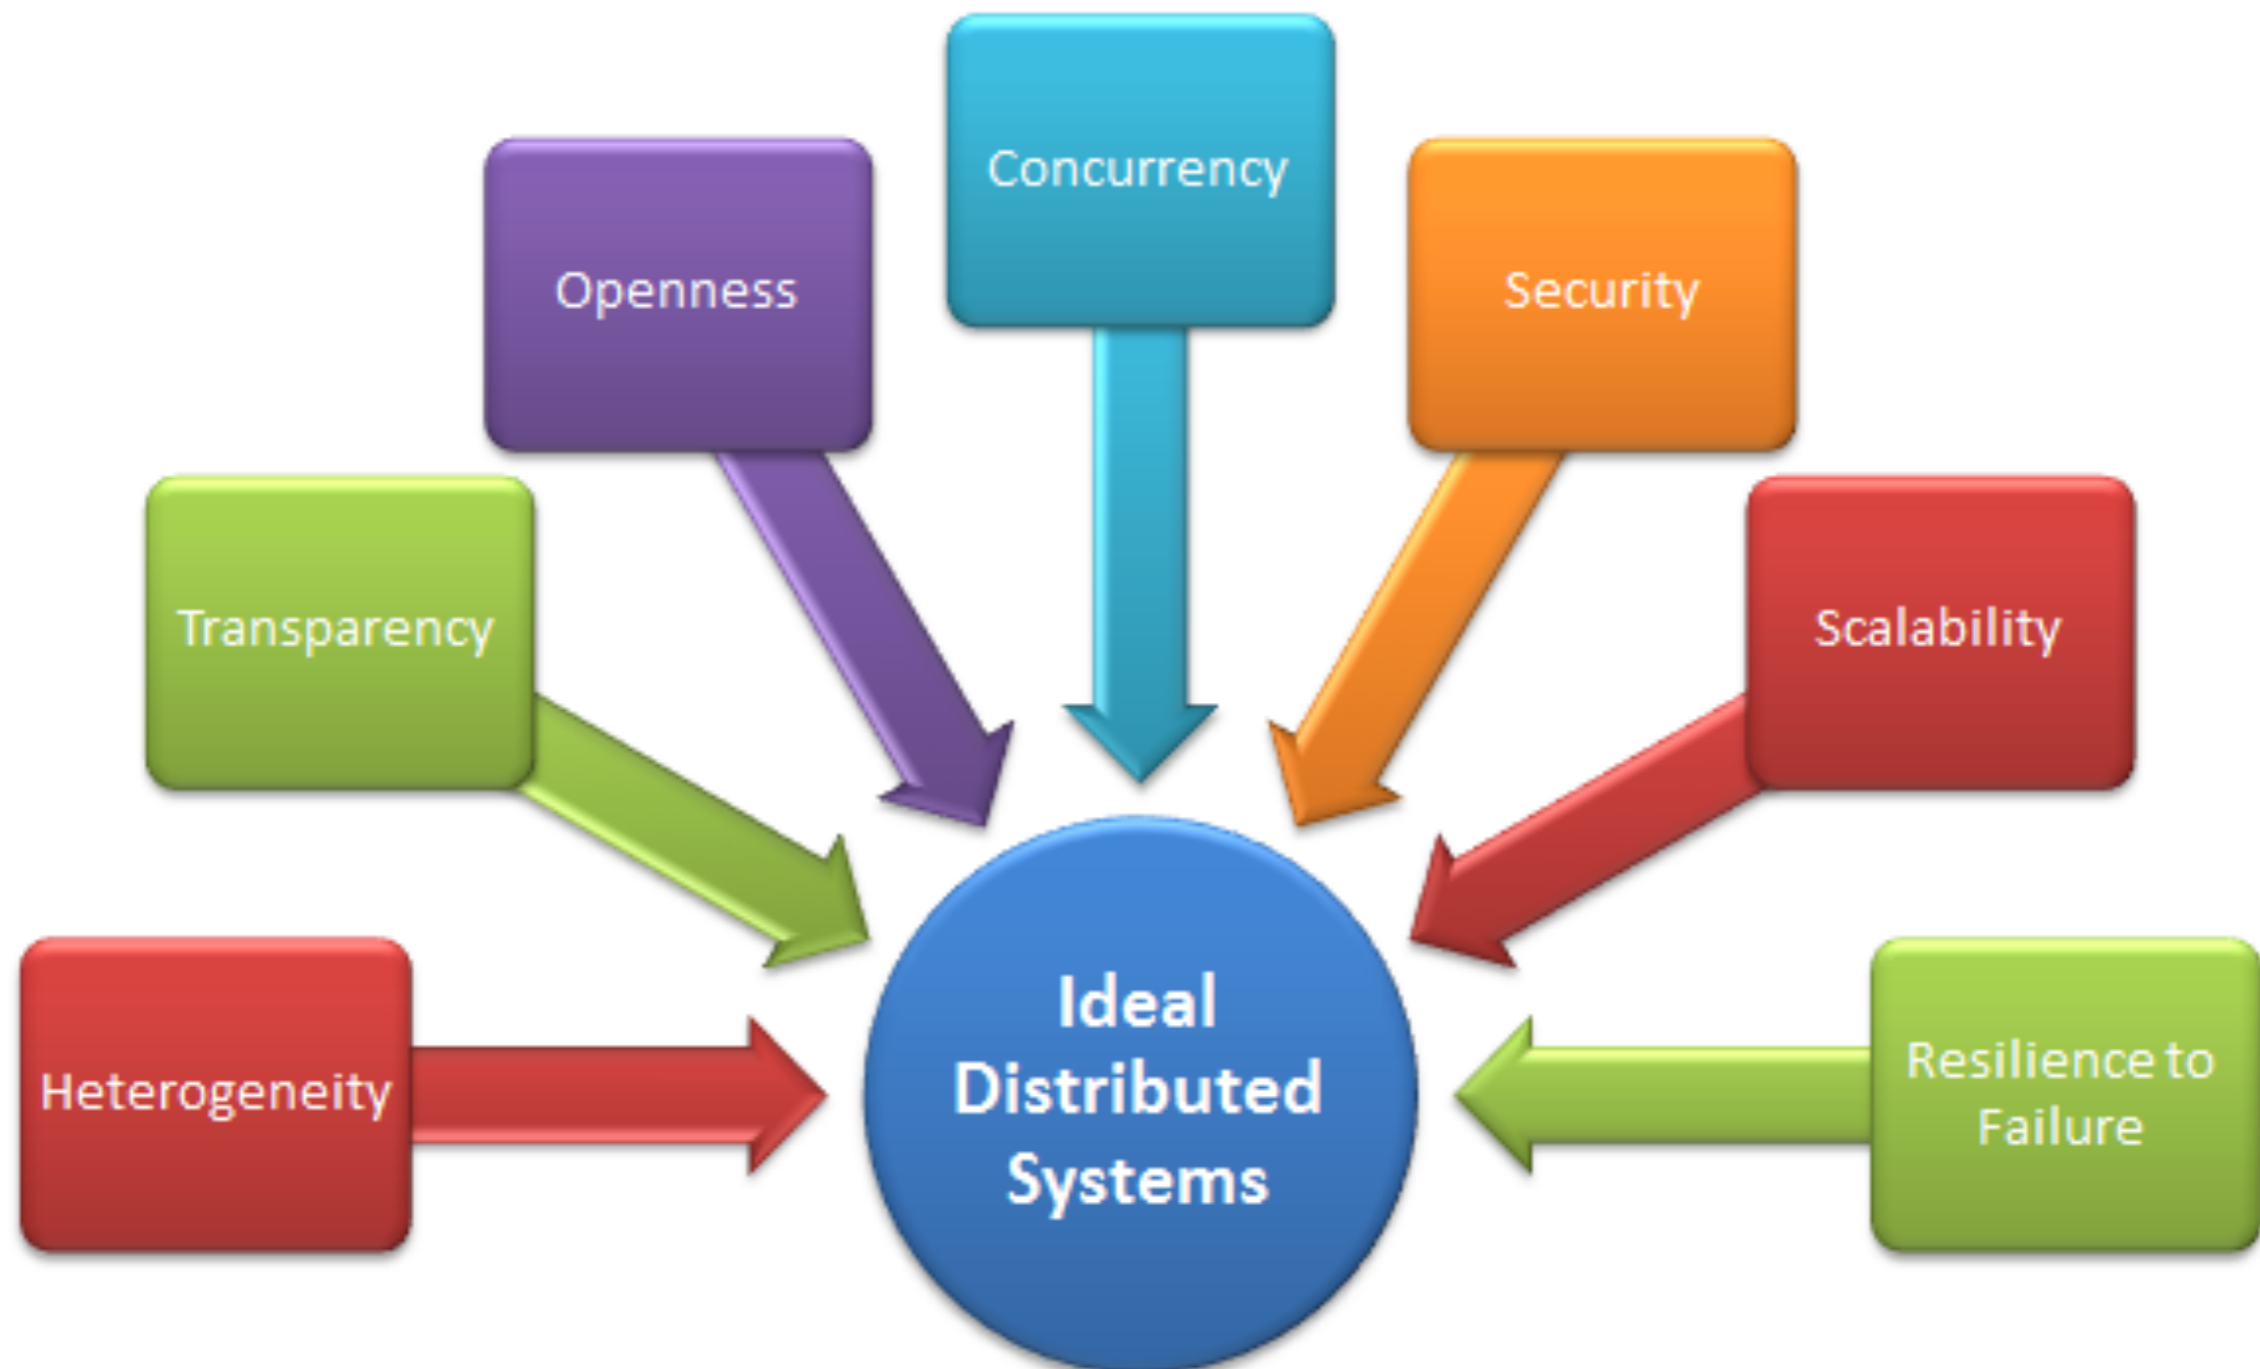 Concurrency
Openness
Security
Transparency
Scalability
Heterogeneity
Ideal
Distributed
Systems
Resilience to
Failure